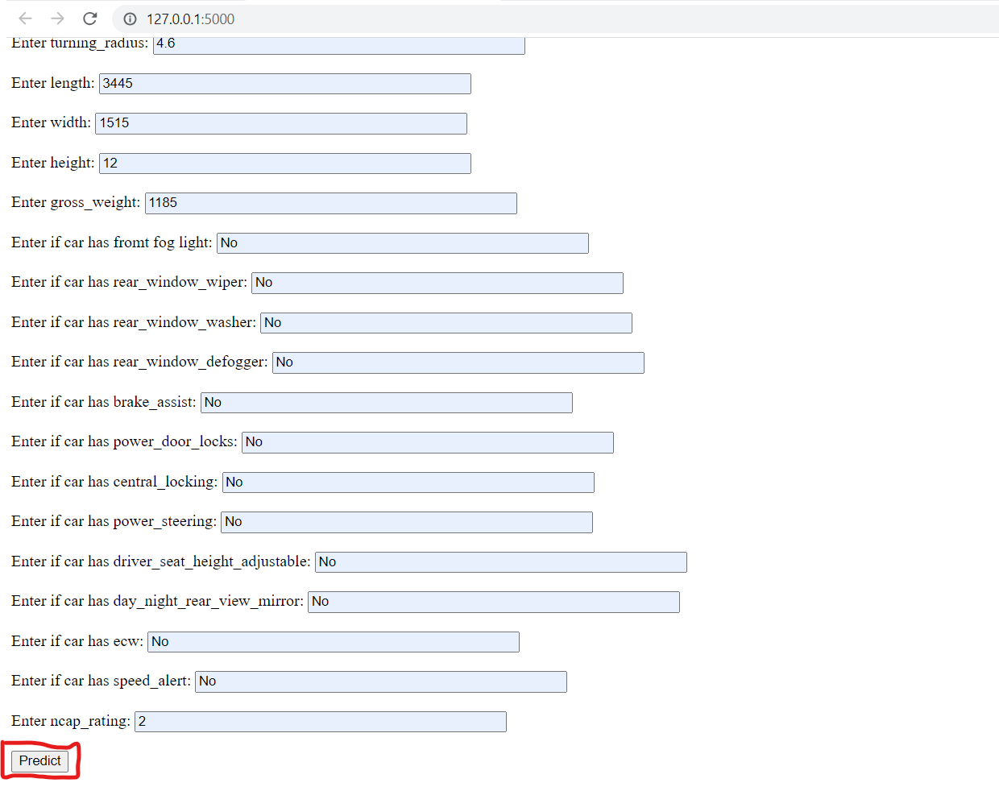 127.0.0.1:5000
Enter turning_radius: 4.6
Enter length: 3445
Enter width: 1515
Enter height: 12
Enter gross_weight: 1185
Enter if car has fromt fog light: No
Enter if car has rear_window_wiper: No
Enter if car has rear_window_washer: No
Enter if car has rear_window_defogger: No
Enter if car has brake_assist: No
Enter if car has power_door_locks: No
Enter if car has central_locking: No
Enter if car has power_steering: No
Enter if car has driver_seat_height_adjustable: No
Enter if car has day_night_rear_view_mirror: No
Enter if car has ecw: No
Enter if car has speed_alert: No
Enter ncap_rating: 2
Predict